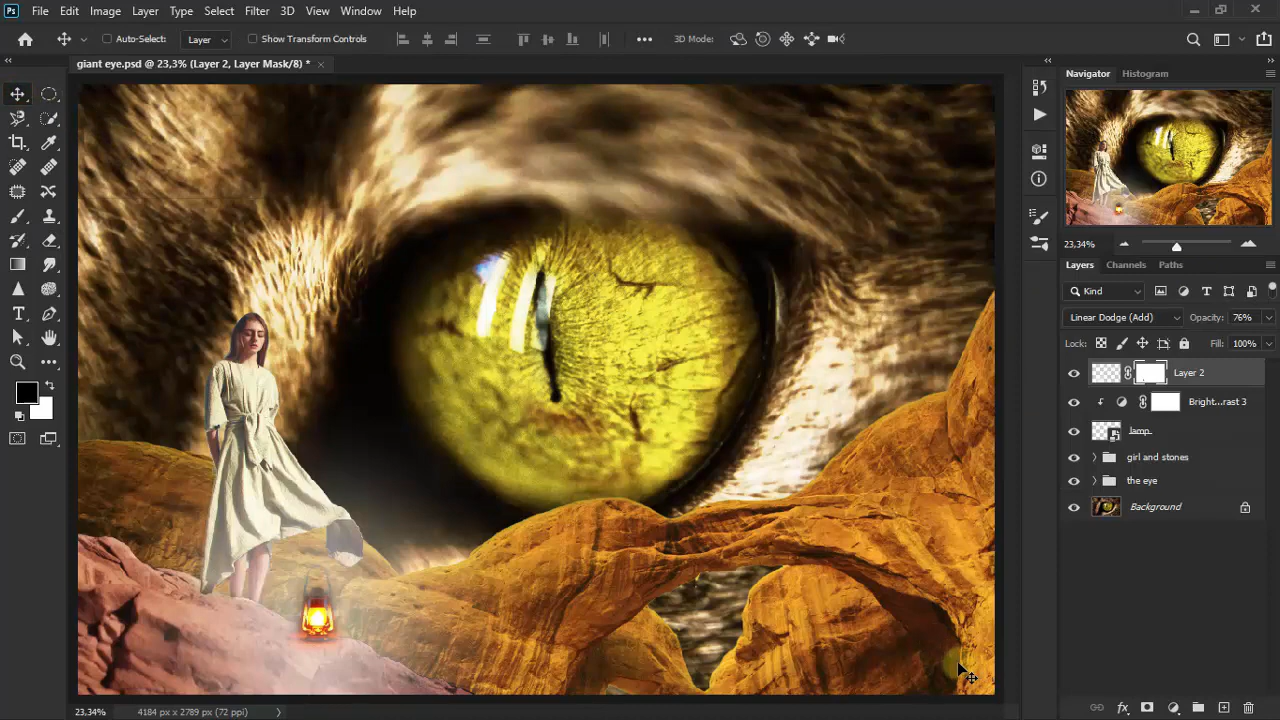 Ps File Edit Image Layer Type Select Filter 3D View Window Help
Auto-Select: Layer Show Transform Controls 3D Mode:
giant eye.psd @ 23,3% (Layer 2, Layer Mask/8) *
Navigator Histogram
23,34%
Layers Channels Paths
Kind
Linear Dodge (Add) Opacity: 76%
Lock: Fill: 100%
Layer 2
Bright...rast 3
lamp
girl and stones
the eye
Background
23,34% 4184 px x 2789 px (72 ppi)